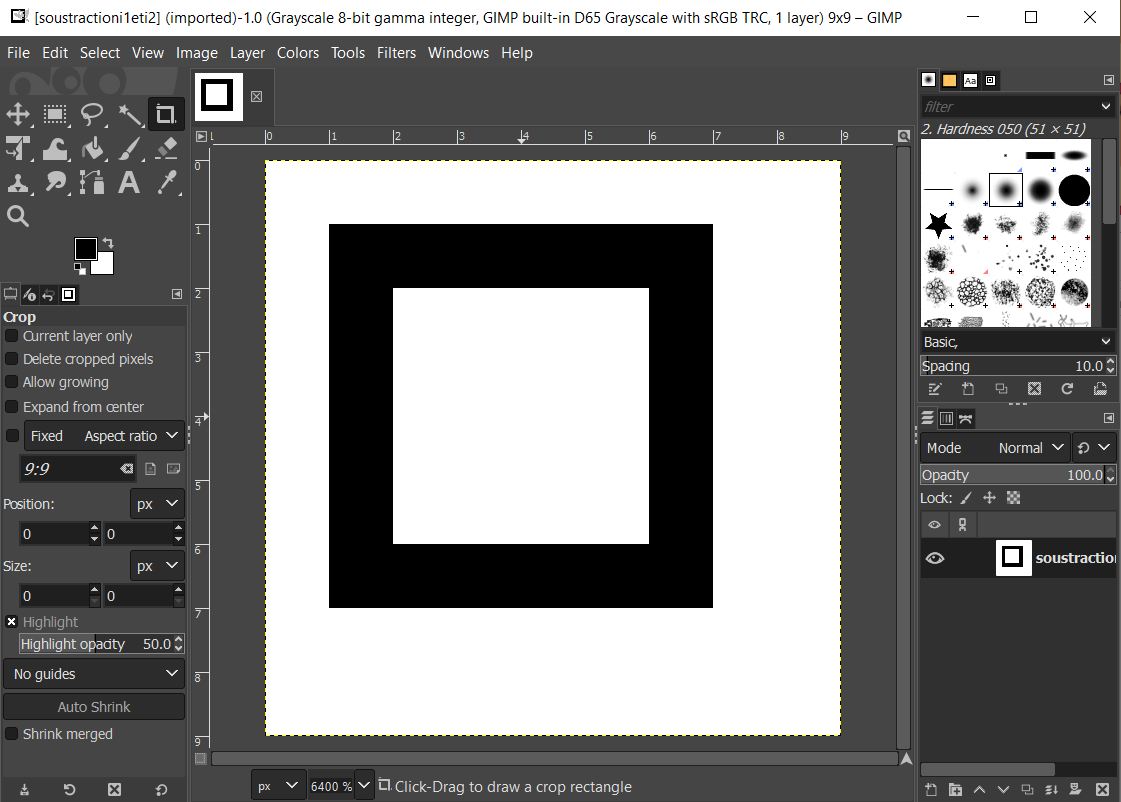 [soustractioni1eti2] (imported)-1.0 (Grayscale 8-bit gamma integer, GIMP built-in D65 Grayscale with sRGB TRC, 1 layer) 9x9 – GIMP
File Edit Select View Image Layer Colors Tools Filters Windows Help
Aa
filter
2. Hardness 050 (51 × 51)
0 1 2 3 4 5 6 7 8 9
0
1
2
3
4
5
6
7
8
9
Crop
Current layer only
Delete cropped pixels
Allow growing
Expand from center
Fixed Aspect ratio
9:9
Position: px
0 0
Size: px
0 0
Highlight
Highlight opacity 50.0
No guides
Auto Shrink
Shrink merged
px 6400 % Click-Drag to draw a crop rectangle
Basic,
Spacing 10.0
Mode Normal
Opacity 100.0
Lock:
soustraction